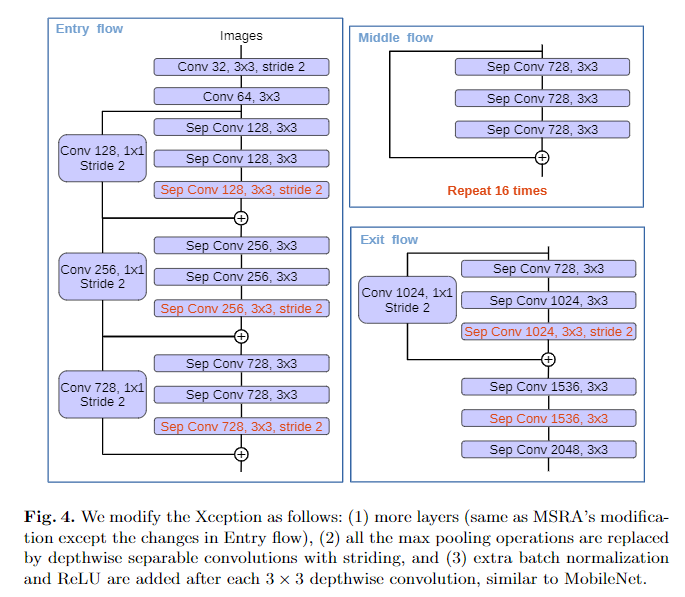 Entry flow
Images
Conv 32, 3x3, stride 2
Conv 64, 3x3
Sep Conv 128, 3x3
Conv 128, 1x1
Stride 2
Sep Conv 128, 3x3
Sep Conv 128, 3x3, stride 2
Sep Conv 256, 3x3
Conv 256, 1x1
Stride 2
Sep Conv 256, 3x3
Sep Conv 256, 3x3, stride 2
Sep Conv 728, 3x3
Conv 728, 1x1
Stride 2
Sep Conv 728, 3x3
Sep Conv 728, 3x3, stride 2
Middle flow
Sep Conv 728, 3x3
Sep Conv 728, 3x3
Sep Conv 728, 3x3
Repeat 16 times
Exit flow
Sep Conv 728, 3x3
Conv 1024, 1x1
Stride 2
Sep Conv 1024, 3x3
Sep Conv 1024, 3x3, stride 2
Sep Conv 1536, 3x3
Sep Conv 1536, 3x3
Sep Conv 2048, 3x3
Fig. 4. We modify the Xception as follows: (1) more layers (same as MSRA's modifica-
tion except the changes in Entry flow), (2) all the max pooling operations are replaced
by depthwise separable convolutions with striding, and (3) extra batch normalization
and ReLU are added after each 3 × 3 depthwise convolution, similar to MobileNet.